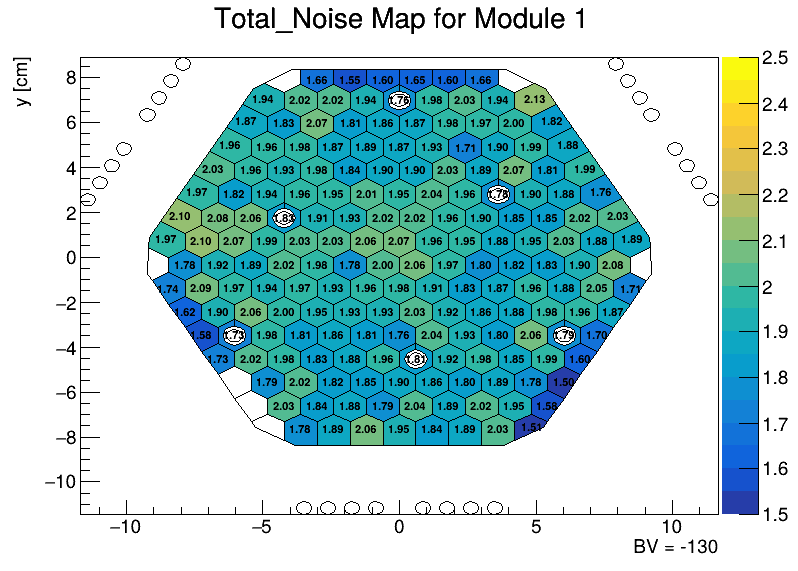 Total_Noise Map for Module 1
y [cm]
8
6
4
2
0
−2
−4
−6
−8
−10
1.66 1.55 1.60 1.65 1.60 1.66
1.94 2.02 2.02 1.94 1.76 1.98 2.03 1.94 2.13
1.87 1.83 2.07 1.81 1.86 1.87 1.98 1.97 2.00 1.82
1.96 1.96 1.98 1.96 1.89 1.87 1.95 1.71 1.90 1.99 1.88
2.03 1.96 1.93 1.98 1.84 1.90 1.90 2.03 1.89 2.07 1.81 1.99
1.97 1.82 1.94 1.96 1.95 2.01 1.95 2.04 1.96 1.78 1.90 1.88 1.76
2.10 2.08 2.06 1.83 1.91 1.93 2.02 2.02 1.96 1.90 1.85 1.85 2.02 2.03
1.97 2.10 2.07 1.99 2.03 2.03 2.06 2.07 1.96 1.95 1.88 1.95 2.03 1.88 1.89
1.78 1.92 1.89 2.02 1.98 1.78 2.00 2.06 1.97 1.80 1.82 1.83 1.90 2.08
1.74 2.09 1.97 1.94 1.97 1.93 1.96 1.98 1.93 1.97 1.85 1.96 1.88 2.05 1.71
1.62 1.90 2.06 2.00 1.95 1.95 1.95 1.95 1.92 1.96 1.98 1.96 1.93 1.87
1.58 1.98 1.81 1.86 1.81 1.76 2.04 1.93 1.80 2.06 1.79 1.70
1.73 2.02 1.98 1.83 1.88 1.96 1.81 1.92 1.98 1.85 1.99 1.60
1.79 2.02 1.82 1.85 1.90 1.86 1.80 1.89 1.78 1.50
2.03 1.84 1.88 1.79 2.04 1.89 2.02 1.95 1.58
1.78 1.89 2.06 1.95 1.84 1.89 2.03 1.51
−10 −5 0 5 10
BV = -130
2.5
2.4
2.3
2.2
2.1
2
1.9
1.8
1.7
1.6
1.5